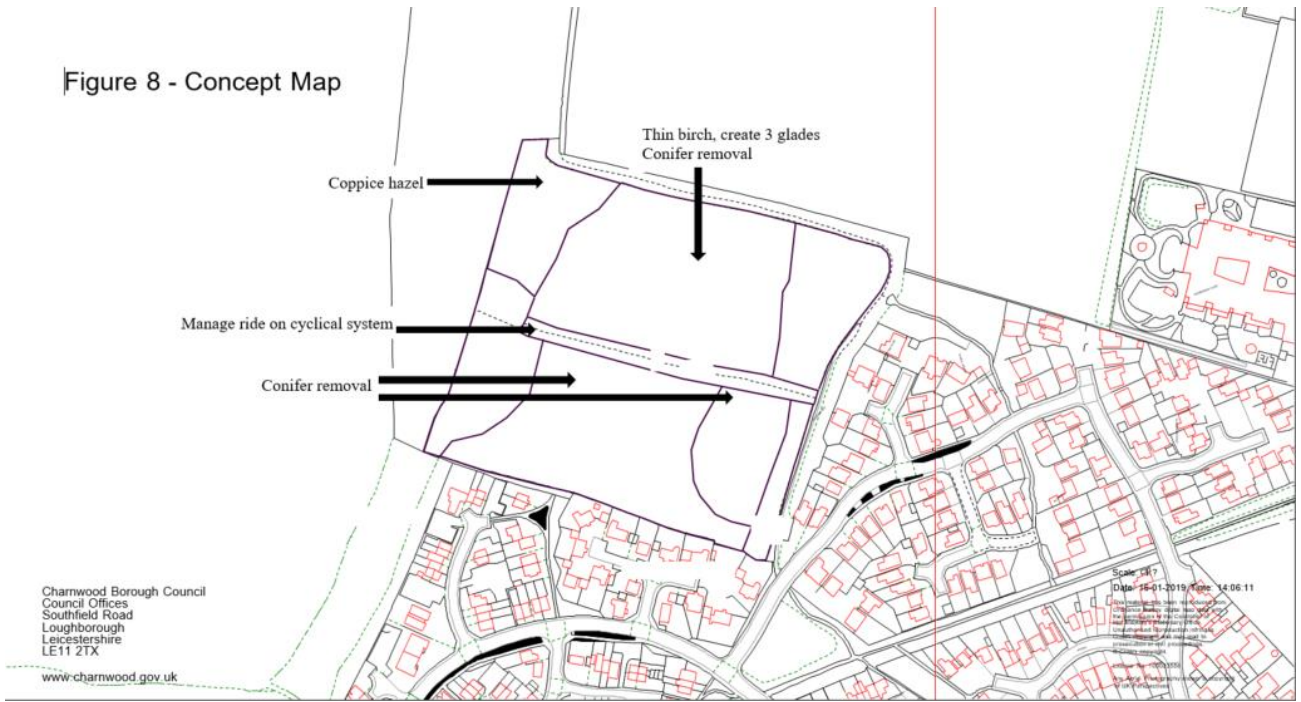 Figure 8 - Concept Map
Thin birch, create 3 glades
Conifer removal
Coppice hazel
Manage ride on cyclical system
Conifer removal
Charnwood Borough Council
Council Offices
Southfield Road
Loughborough
Leicestershire
LE11 2TX
www.charnwood.gov.uk
Scale
Date: 15-01-2019 Time: 14:06:11